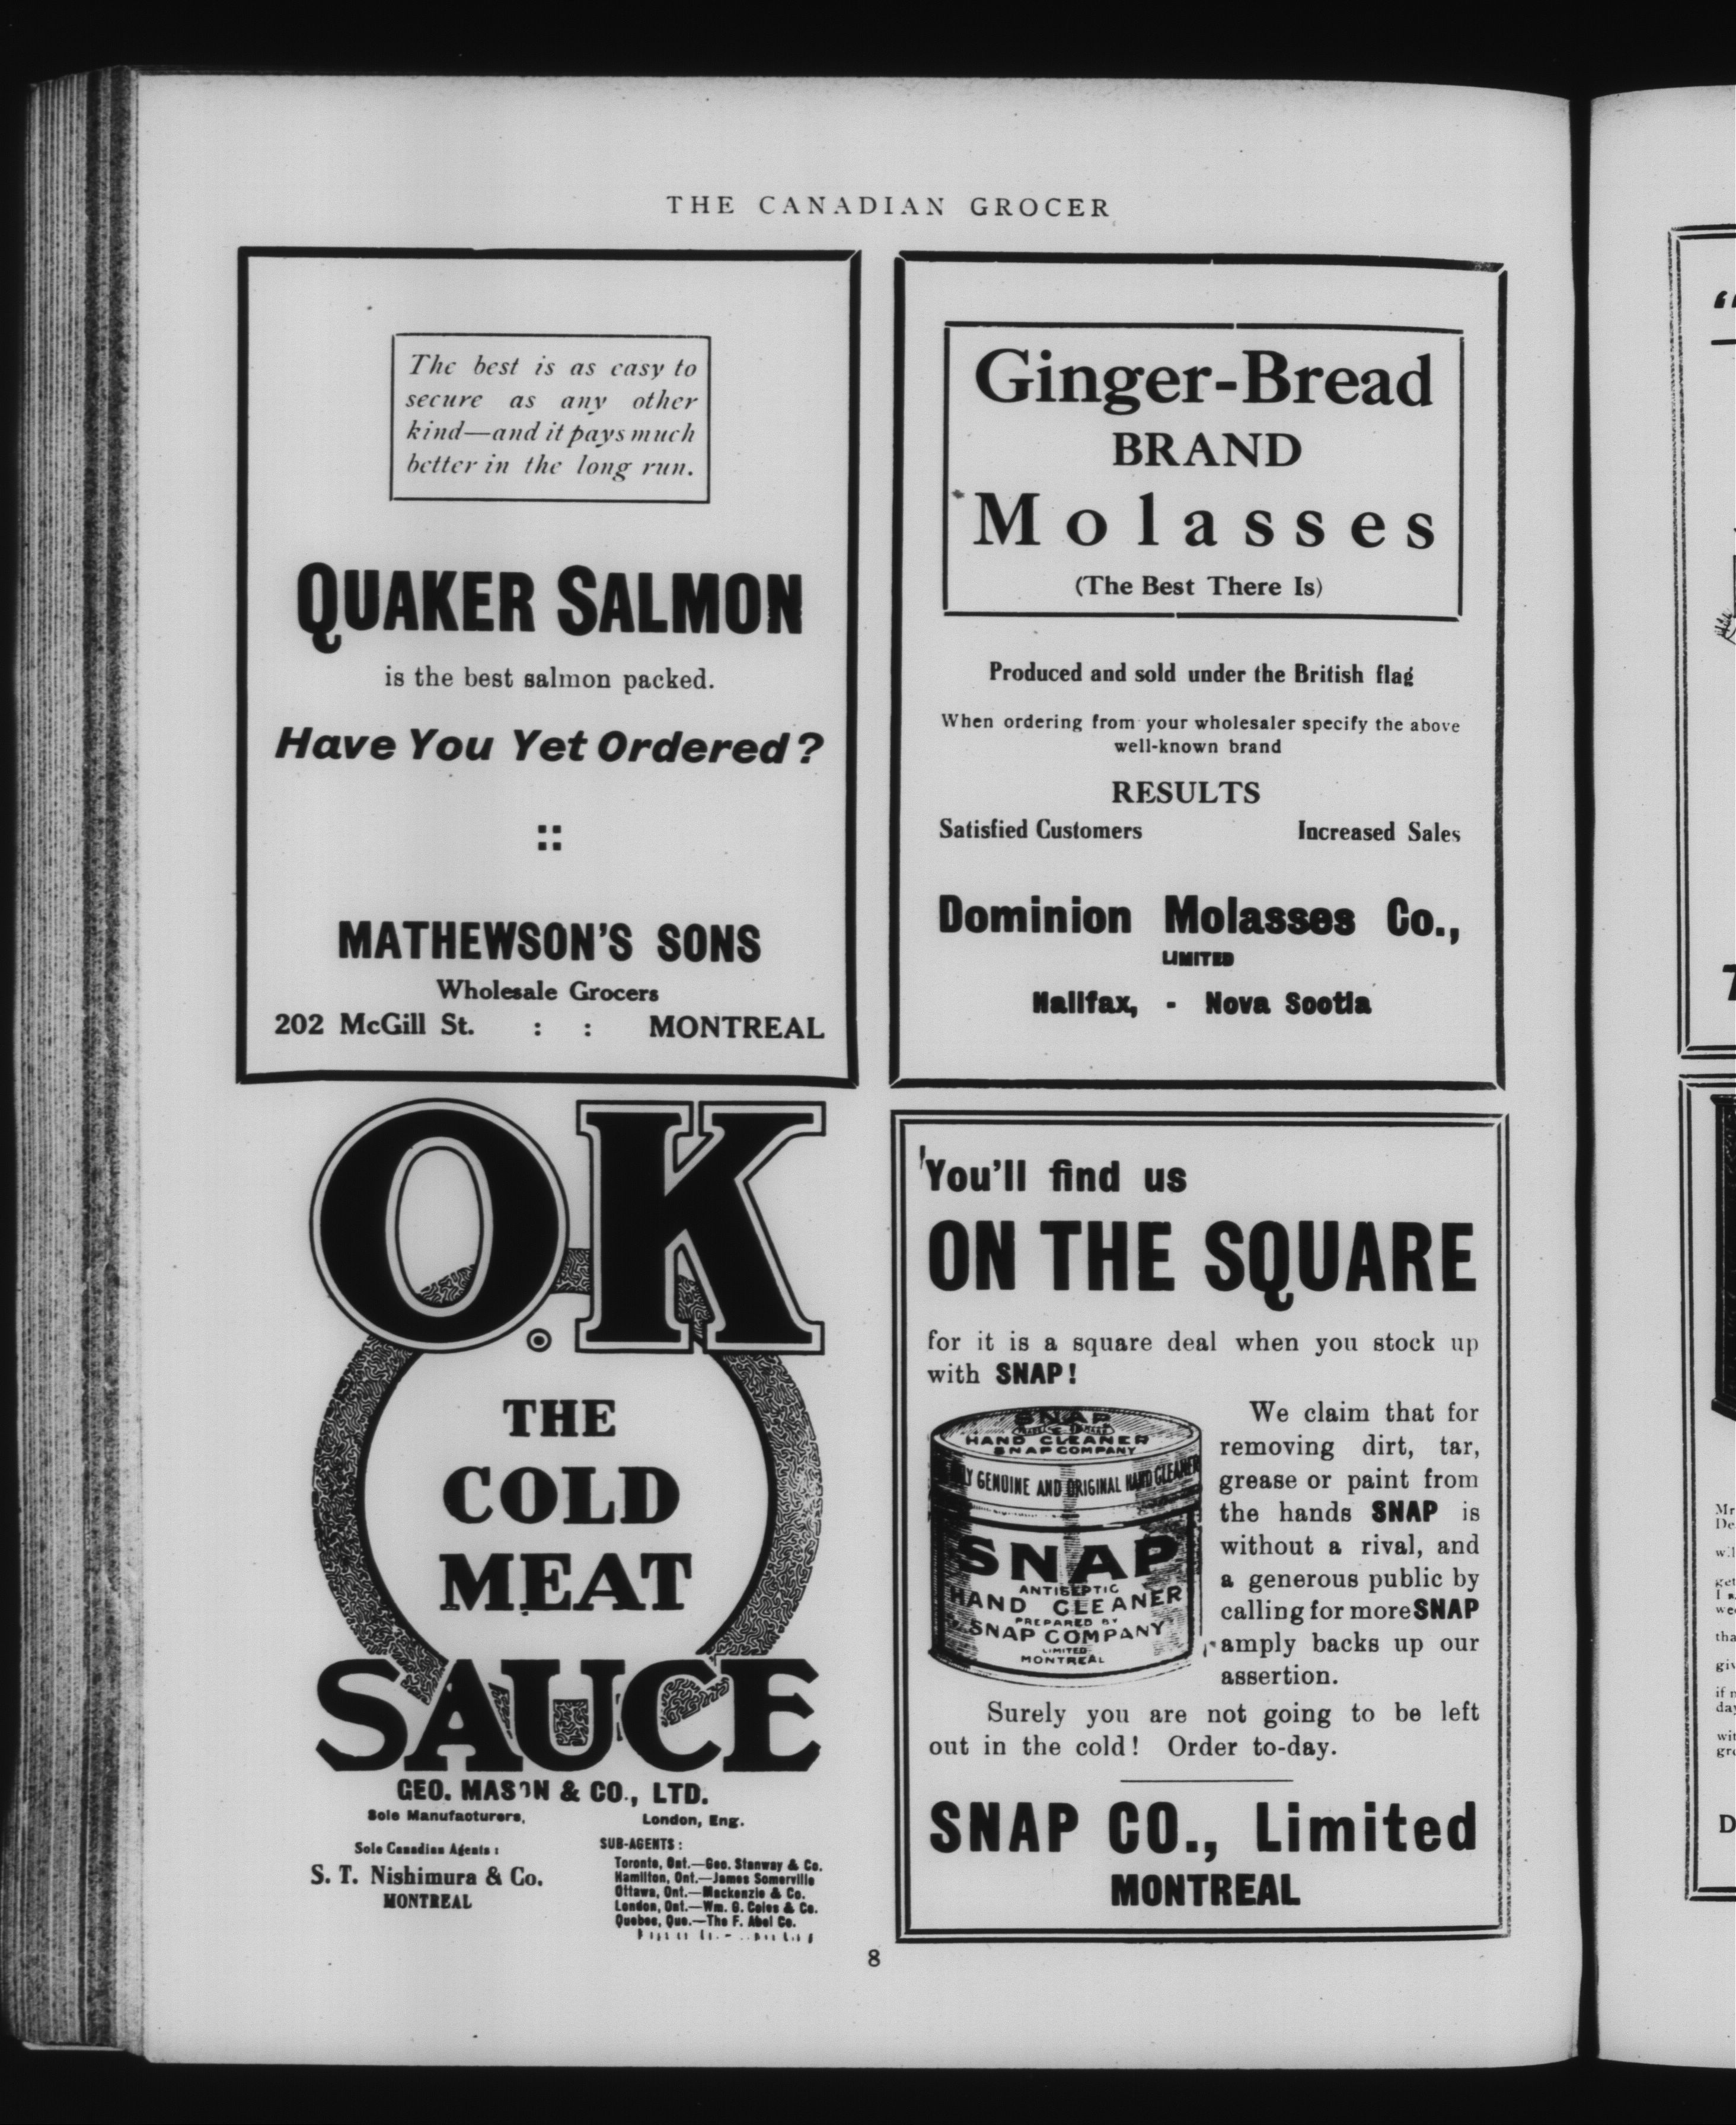 THE CANADIAN GROCER
The best is as easy to
secure as any other
kind—and it pays much
better in the long run.
QUAKER SALMON
is the best salmon packed.
Have You Yet Ordered?
::
MATHEWSON'S SONS
Wholesale Grocers
202 McGill St. : : MONTREAL
Ginger-Bread
BRAND
Molasses
(The Best There Is)
Produced and sold under the British flag
When ordering from your wholesaler specify the above
well-known brand
RESULTS
Satisfied Customers Increased Sales
Dominion Molasses Co.,
LIMITED
Halifax, - Nova Scotia
O.K
THE
COLD
MEAT
SAUCE
GEO. MASON & CO., LTD.
Sole Manufacturers, London, Eng.
Sole Canadian Agents:
S. T. Nishimura & Co.
MONTREAL
SUB-AGENTS:
Toronto, Ont.—Geo. Stanway & Co.
Hamilton, Ont.—James Somerville
Ottawa, Ont.—Mackenzie & Co.
London, Ont.—Wm. G. Coles & Co.
Quebec, Que.—The F. Abel Co.
You'll find us
ON THE SQUARE
for it is a square deal when you stock up
with SNAP!
SNAP
HAND CLEANER
SNAP COMPANY
GENUINE AND ORIGINAL HAND CLEANER
SNAP
ANTISEPTIC
HAND CLEANER
PREPARED BY
SNAP COMPANY
LIMITED
MONTREAL
We claim that for
removing dirt, tar,
grease or paint from
the hands SNAP is
without a rival, and
a generous public by
calling for more SNAP
amply backs up our
assertion.
Surely you are not going to be left
out in the cold! Order to-day.
SNAP CO., Limited
MONTREAL
8